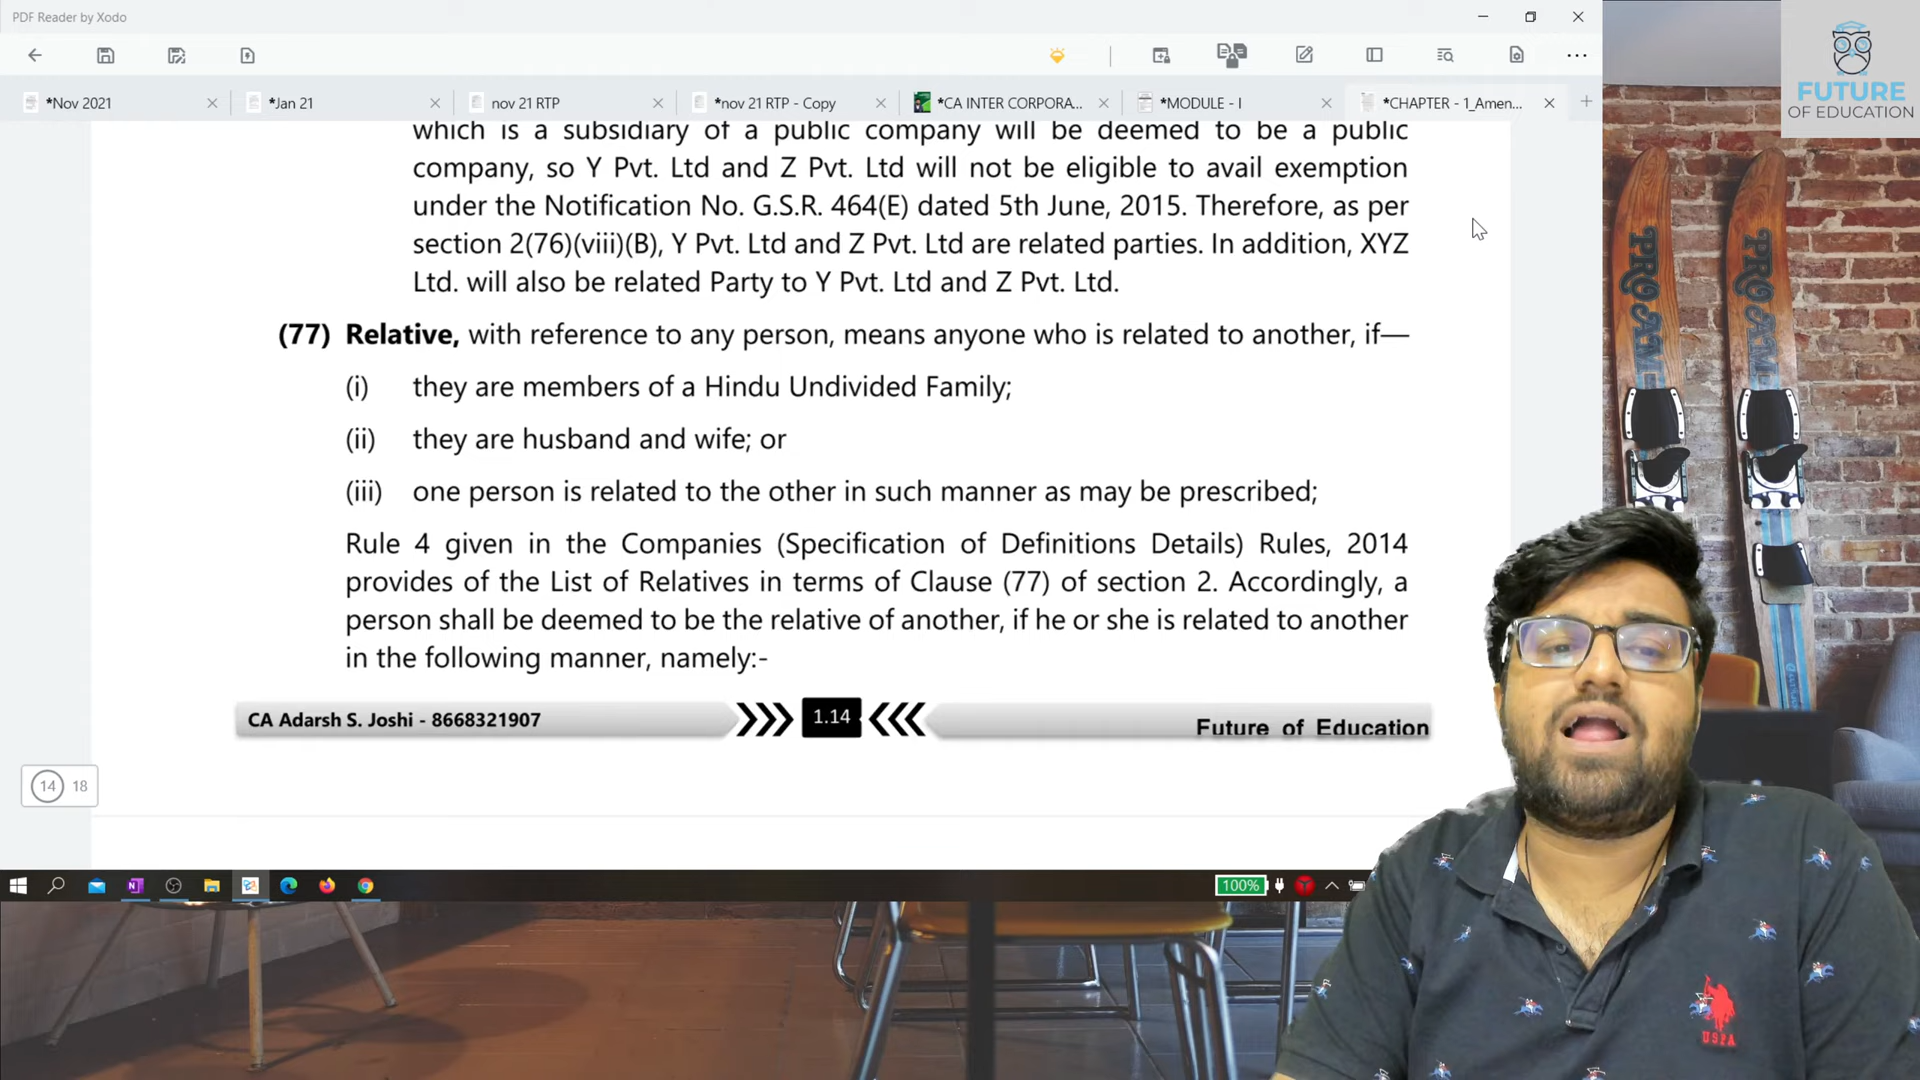 PDF Reader by Xodo
FUTURE
OF EDUCATION
*Nov 2021
*Jan 21
nov 21 RTP
*nov 21 RTP - Copy
*CA INTER CORPORA...
*MODULE - I
*CHAPTER - 1_Amen...
which is a subsidiary of a public company will be deemed to be a public
company, so Y Pvt. Ltd and Z Pvt. Ltd will not be eligible to avail exemption
under the Notification No. G.S.R. 464(E) dated 5th June, 2015. Therefore, as per
section 2(76)(viii)(B), Y Pvt. Ltd and Z Pvt. Ltd are related parties. In addition, XYZ
Ltd. will also be related Party to Y Pvt. Ltd and Z Pvt. Ltd.
(77) Relative, with reference to any person, means anyone who is related to another, if—
(i) they are members of a Hindu Undivided Family;
(ii) they are husband and wife; or
(iii) one person is related to the other in such manner as may be prescribed;
Rule 4 given in the Companies (Specification of Definitions Details) Rules, 2014
provides of the List of Relatives in terms of Clause (77) of section 2. Accordingly, a
person shall be deemed to be the relative of another, if he or she is related to another
in the following manner, namely:-
CA Adarsh S. Joshi - 8668321907
1.14
Future of Education
14 18
100%
PRO AM
PRO AM
USPA